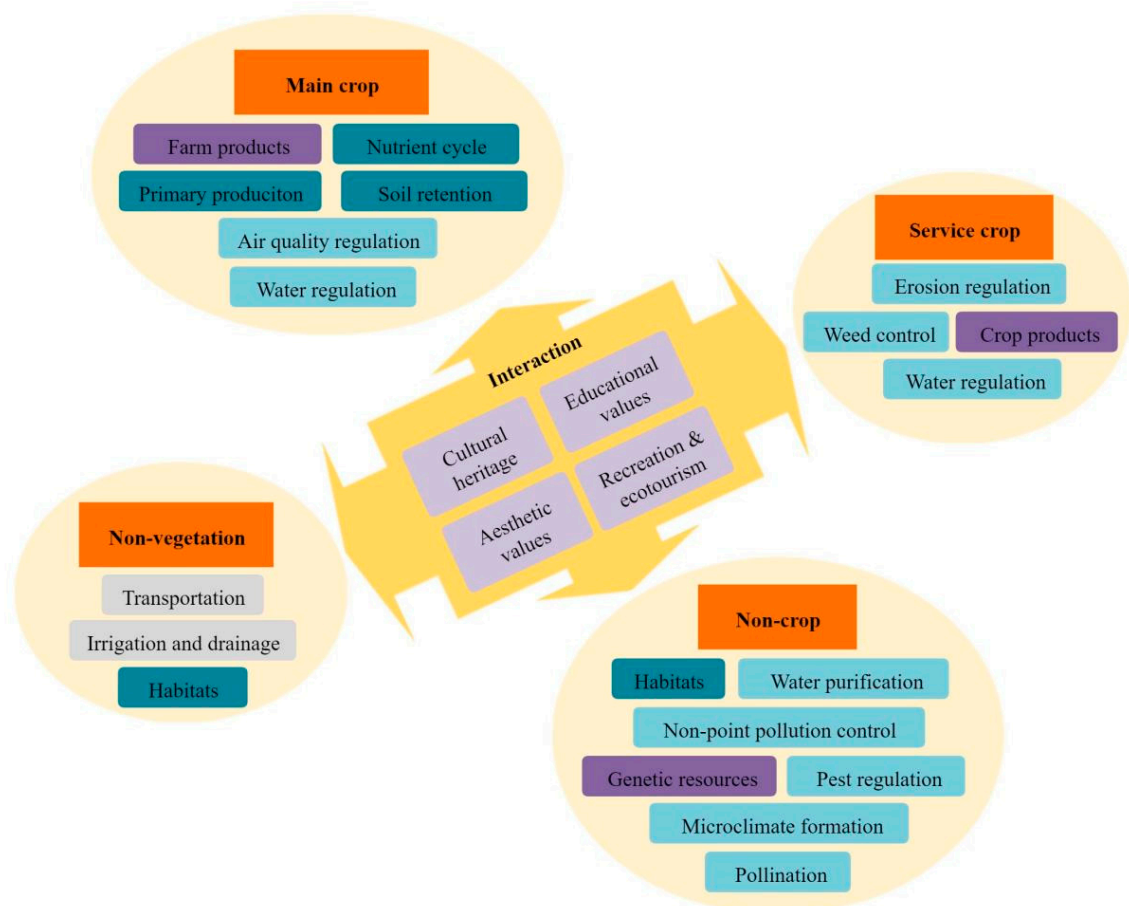 Main crop
Farm products
Nutrient cycle
Primary produciton
Soil retention
Air quality regulation
Water regulation
Service crop
Erosion regulation
Weed control
Crop products
Water regulation
Interaction
Cultural
heritage
Educational
values
Aesthetic
values
Recreation &
ecotourism
Non-vegetation
Transportation
Irrigation and drainage
Habitats
Non-crop
Habitats
Water purification
Non-point pollution control
Genetic resources
Pest regulation
Microclimate formation
Pollination